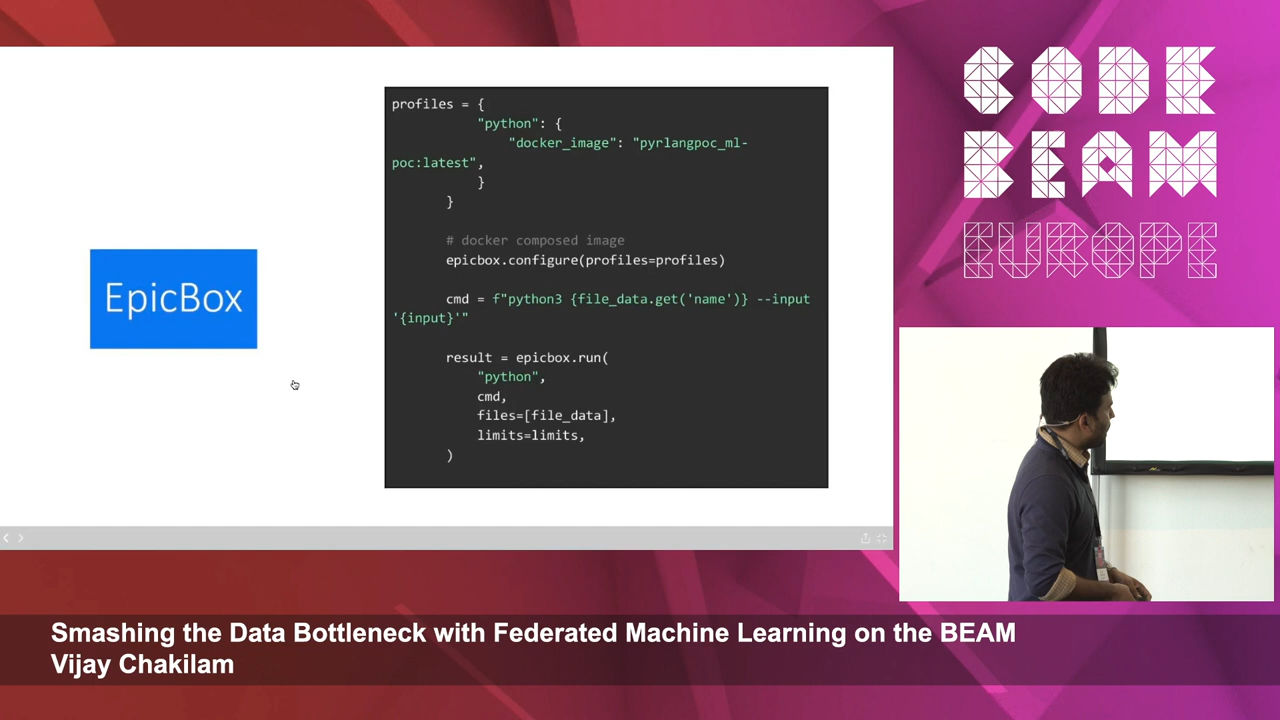 EpicBox
profiles = {
"python": {
"docker_image": "pyrlangpoc_ml-
poc:latest",
}
}
# docker composed image
epicbox.configure(profiles=profiles)
cmd = f"python3 {file_data.get('name')} --input
'{input}'"
result = epicbox.run(
"python",
cmd,
files=[file_data],
limits=limits,
)
CODE
BEAM
EUROPE
Smashing the Data Bottleneck with Federated Machine Learning on the BEAM
Vijay Chakilam